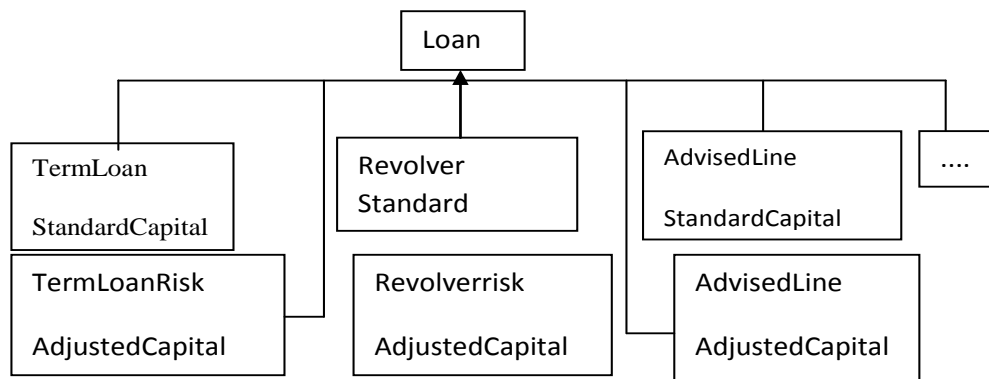 Loan
TermLoan
StandardCapital
Revolver
Standard
AdvisedLine
StandardCapital
....
TermLoanRisk
AdjustedCapital
Revolverrisk
AdjustedCapital
AdvisedLine
AdjustedCapital